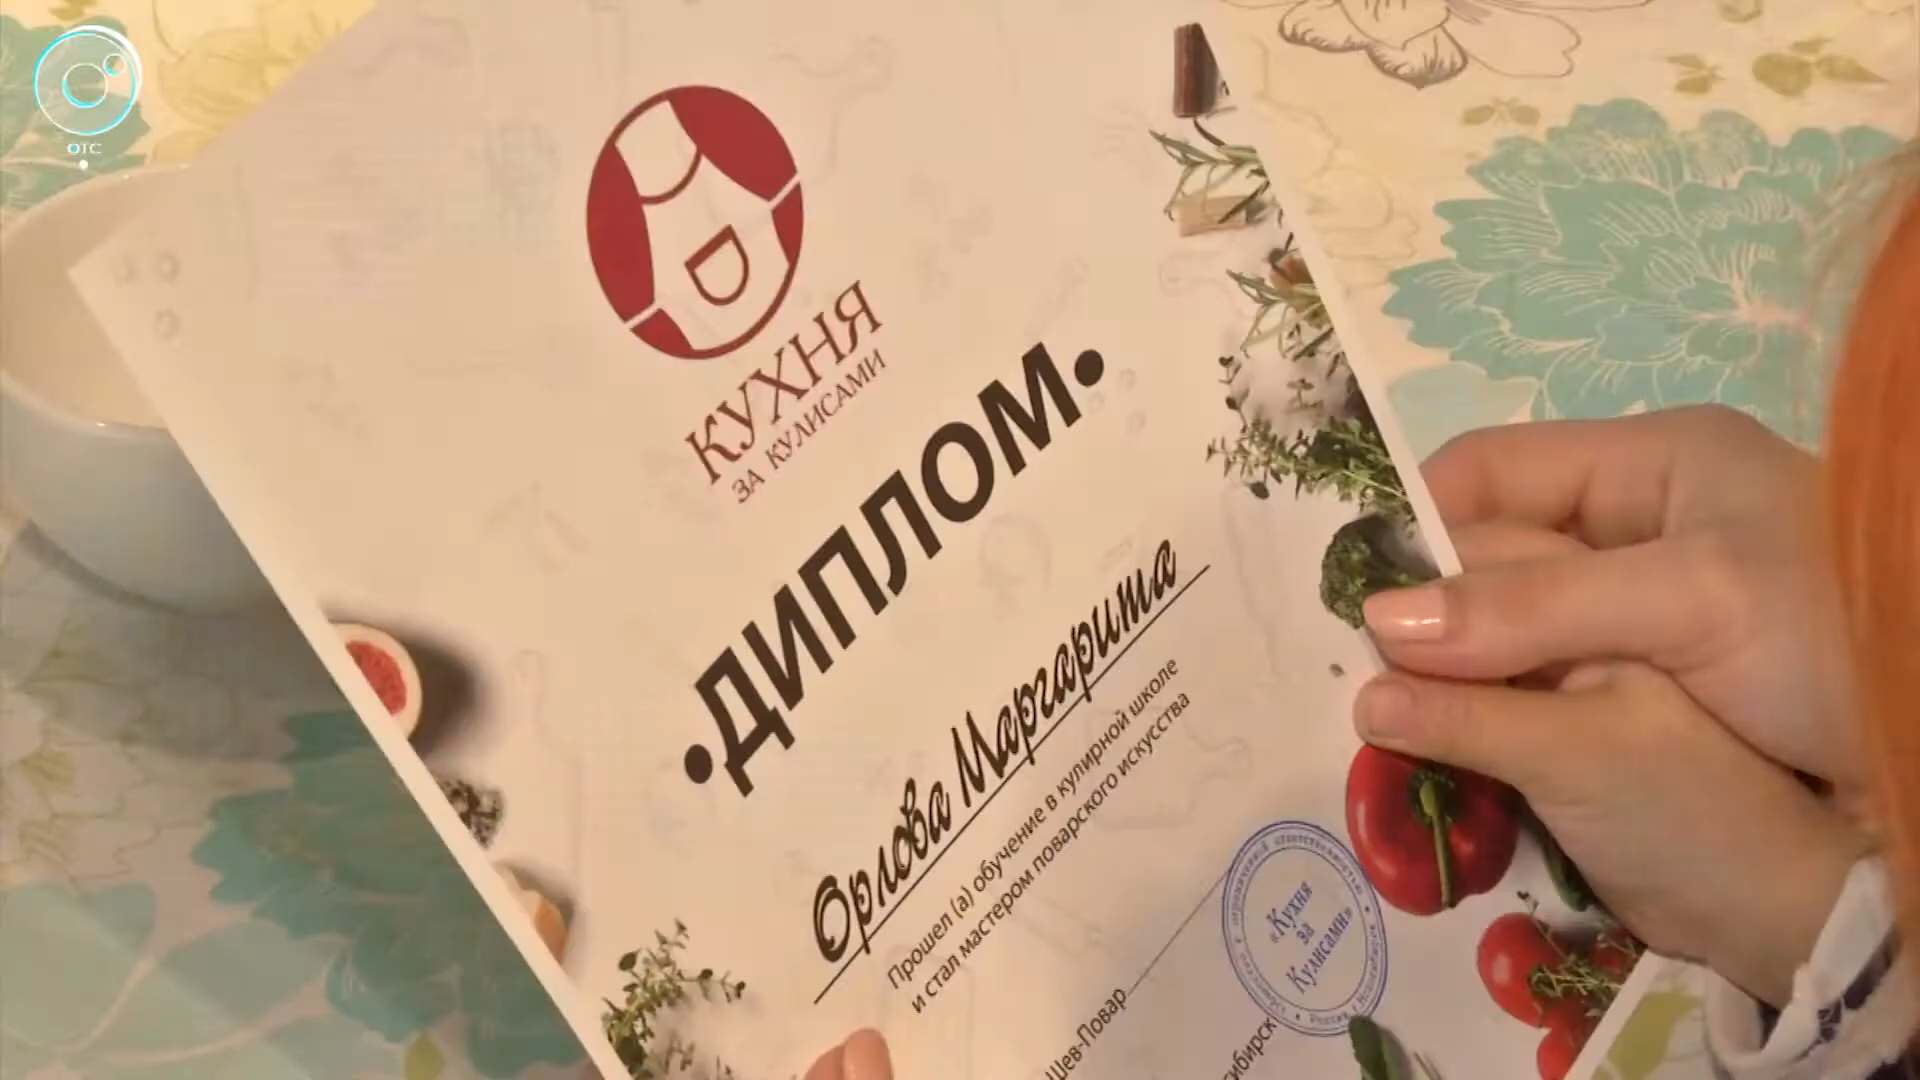 ОТС
КУХНЯ
ЗА КУЛИСАМИ
•ДИПЛОМ•
Орлова Маргарита
Прошел (а) обучение в кулирной школе
и стал мастером поварского искусства
Шев-Повар
«Кухня
за
Кулисами»